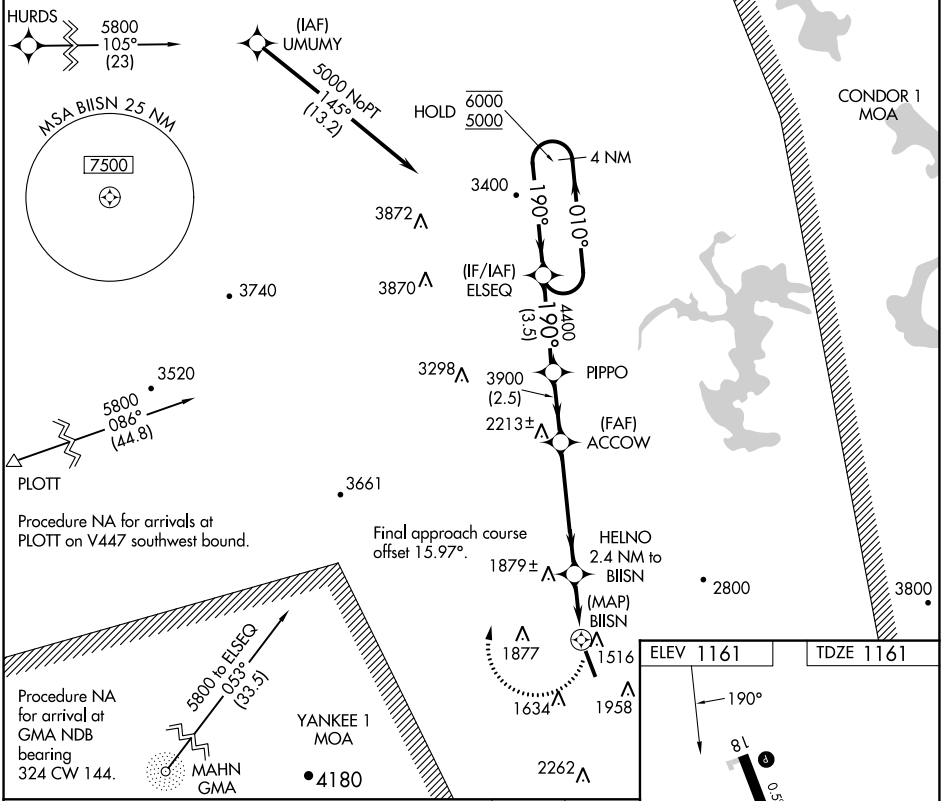 HURDS
5800
105°
(23)
(IAF)
UMUMY
5000 NoPT
145°
(13.2)
MSA BIISN 25 NM
7500
HOLD
6000
5000
4 NM
CONDOR 1
MOA
3400
190°
010°
3872
3870
(IF/IAF)
ELSEQ
3740
4400
190°
(3.5)
3298
PIPPO
3900
(2.5)
3520
5800
086°
(44.8)
2213±
(FAF)
ACCOW
PLOTT
3661
Procedure NA for arrivals at
PLOTT on V447 southwest bound.
Final approach course
offset 15.97°.
HELNO
2.4 NM to
BIISN
1879±
2800
3800
(MAP)
BIISN
1877
1516
1634
1958
5800 to ELSEQ
053°
(33.5)
Procedure NA
for arrival at
GMA NDB
bearing
324 CW 144.
MAHN
GMA
YANKEE 1
MOA
4180
2262
ELEV 1161
TDZE 1161
190°
18
P